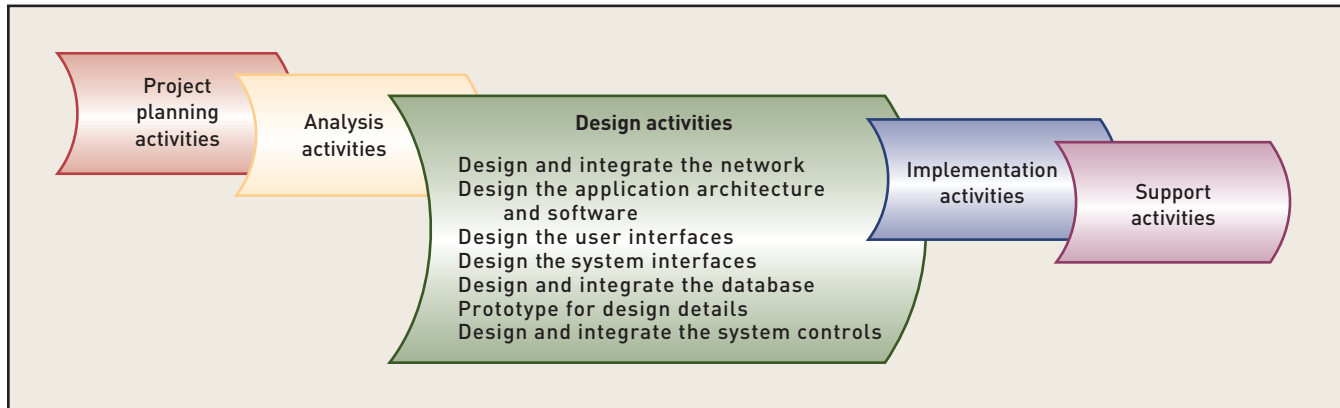 Project
planning
activities
Analysis
activities
Design activities
Design and integrate the network
Design the application architecture
and software
Design the user interfaces
Design the system interfaces
Design and integrate the database
Prototype for design details
Design and integrate the system controls
Implementation
activities
Support
activities